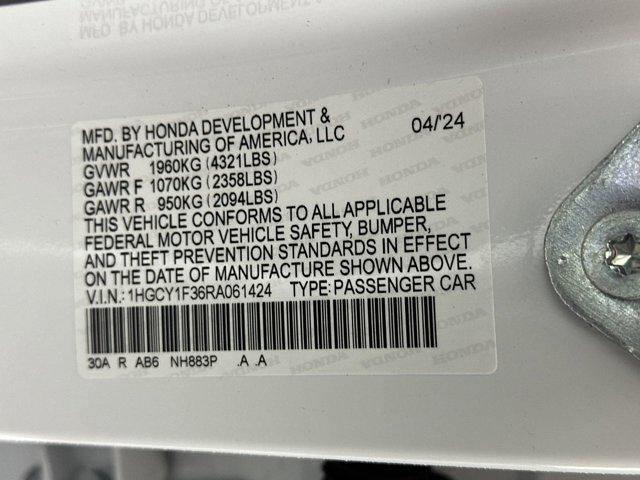 MFD. BY HONDA DEVELOPMENT &
MANUFACTURING OF AMERICA, LLC 04/'24
GVWR 1960KG (4321LBS)
GAWR F 1070KG (2358LBS)
GAWR R 950KG (2094LBS)
THIS VEHICLE CONFORMS TO ALL APPLICABLE
FEDERAL MOTOR VEHICLE SAFETY, BUMPER,
AND THEFT PREVENTION STANDARDS IN EFFECT
ON THE DATE OF MANUFACTURE SHOWN ABOVE.
V.I.N.: 1HGCY1F36RA061424 TYPE: PASSENGER CAR
30A R AB6 NH883P .A .A